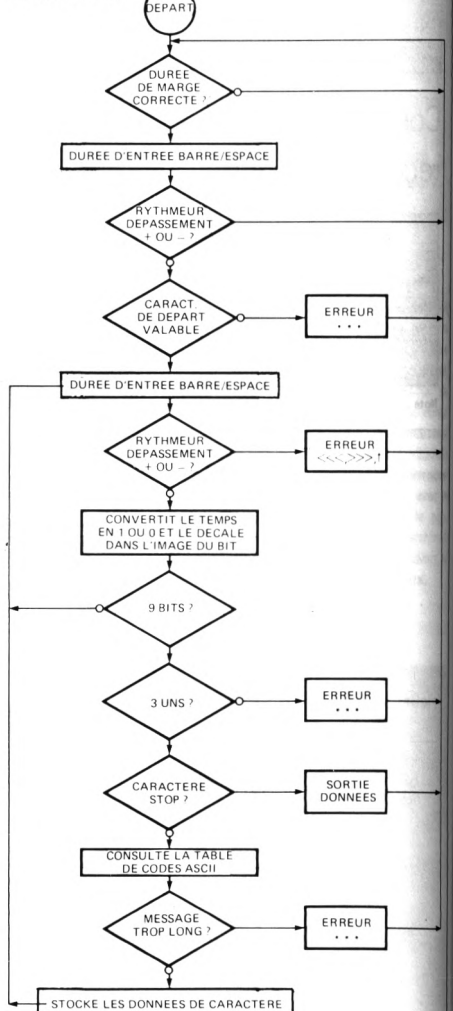 DEPART
DUREE
DE MARGE
CORRECTE ?
DUREE D'ENTREE BARRE/ESPACE
RYTHMEUR
DEPASSEMENT
+ OU – ?
CARACT.
DE DEPART
VALABLE
ERREUR
• • •
DUREE D'ENTREE BARRE/ESPACE
RYTHMEUR
DEPASSEMENT
+ OU – ?
ERREUR
CONVERTIT LE TEMPS
EN 1 OU 0 ET LE DECALE
DANS L'IMAGE DU BIT
9 BITS ?
3 UNS ?
ERREUR
• • •
CARACTERE
STOP ?
SORTIE
DONNEES
CONSULTE LA TABLE
DE CODES ASCII
MESSAGE
TROP LONG ?
ERREUR
• • •
STOCKE LES DONNEES DE CARACTERE